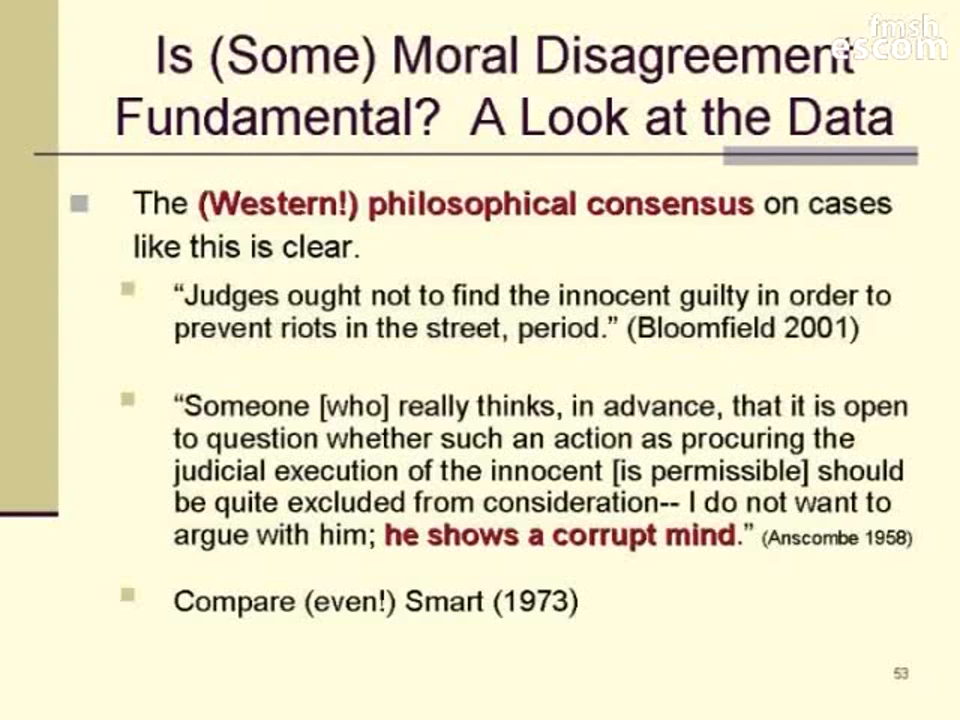 fmsh
escom
Is (Some) Moral Disagreement
Fundamental?  A Look at the Data
The (Western!) philosophical consensus on cases
like this is clear.
“Judges ought not to find the innocent guilty in order to
prevent riots in the street, period.” (Bloomfield 2001)
“Someone [who] really thinks, in advance, that it is open
to question whether such an action as procuring the
judicial execution of the innocent [is permissible] should
be quite excluded from consideration-- I do not want to
argue with him; he shows a corrupt mind.” (Anscombe 1958)
Compare (even!) Smart (1973)
53